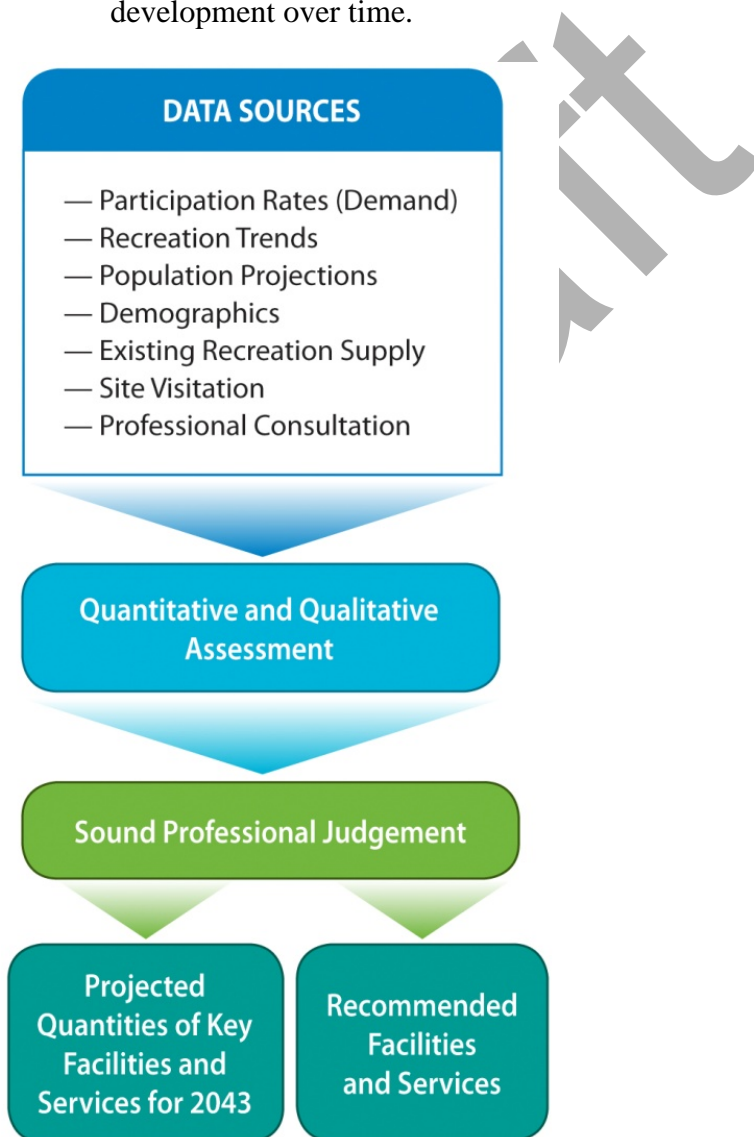 development over time.
DATA SOURCES
— Participation Rates (Demand)
— Recreation Trends
— Population Projections
— Demographics
— Existing Recreation Supply
— Site Visitation
— Professional Consultation
Quantitative and Qualitative
Assessment
Sound Professional Judgement
Projected
Quantities of Key
Facilities and
Services for 2043
Recommended
Facilities
and Services